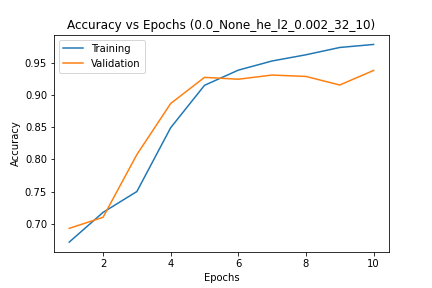 Accuracy vs Epochs (0.0_None_he_l2_0.002_32_10)
Training
Validation
0.95
0.90
0.85
0.80
0.75
0.70
Accuracy
2
4
6
8
10
Epochs